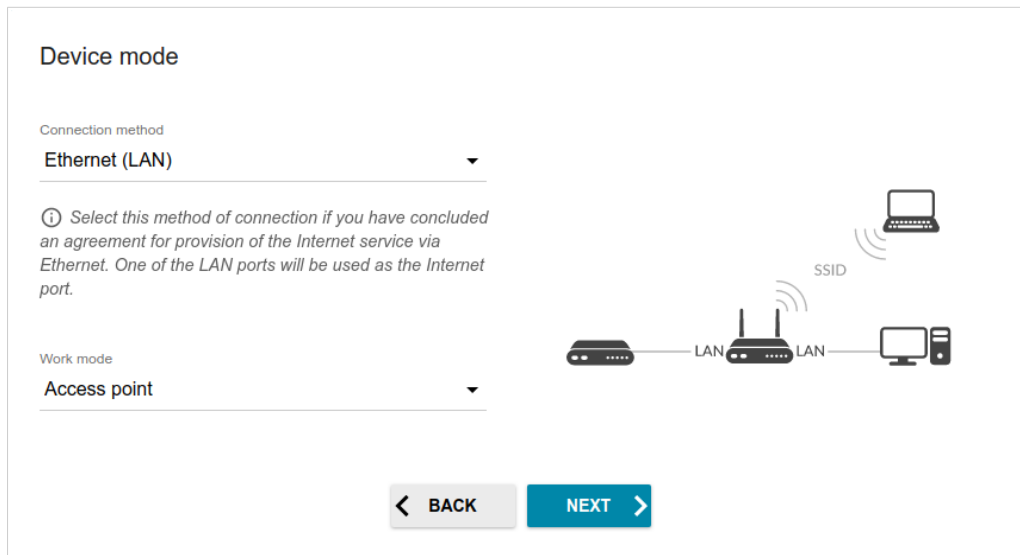 Device mode
Connection method
Ethernet (LAN)
Select this method of connection if you have concluded
an agreement for provision of the Internet service via
Ethernet. One of the LAN ports will be used as the Internet
port.
SSID
LAN
LAN
Work mode
Access point
BACK
NEXT